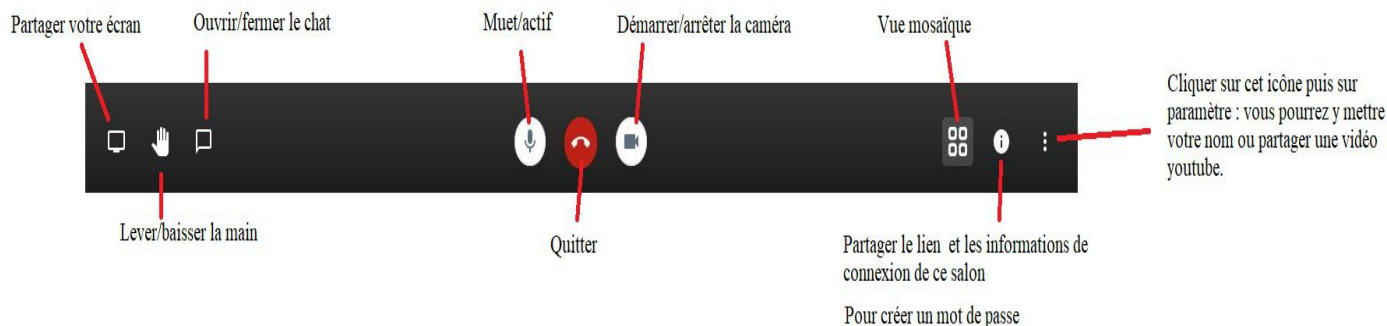 Partager votre écran
Ouvrir/fermer le chat
Muet/actif
Démarrer/arrêter la caméra
Vue mosaïque
Cliquer sur cet icône puis sur
paramètre : vous pourrez y mettre
votre nom ou partager une vidéo
youtube.
Lever/baisser la main
Quitter
Partager le lien et les informations de
connexion de ce salon
Pour créer un mot de passe